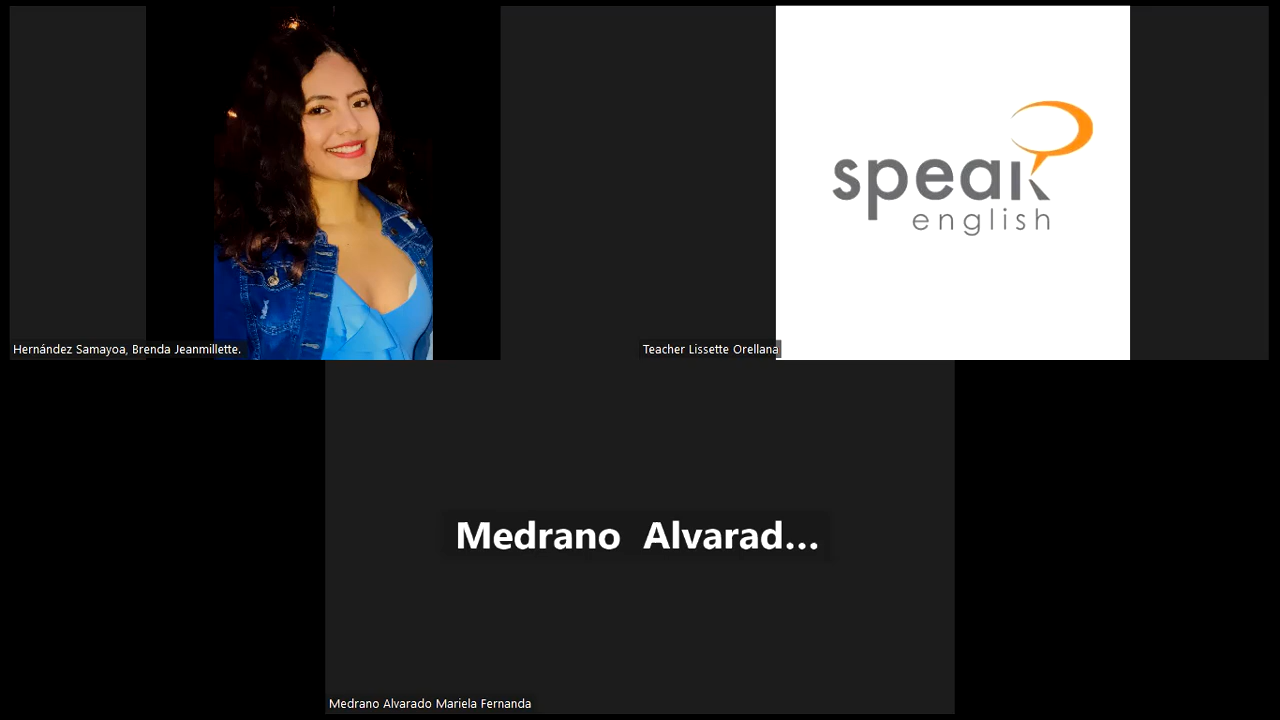 speak
english
Hernández Samayoa, Brenda Jeanmillette.
Teacher Lissette Orellana
Medrano Alvarad...
Medrano Alvarado Mariela Fernanda